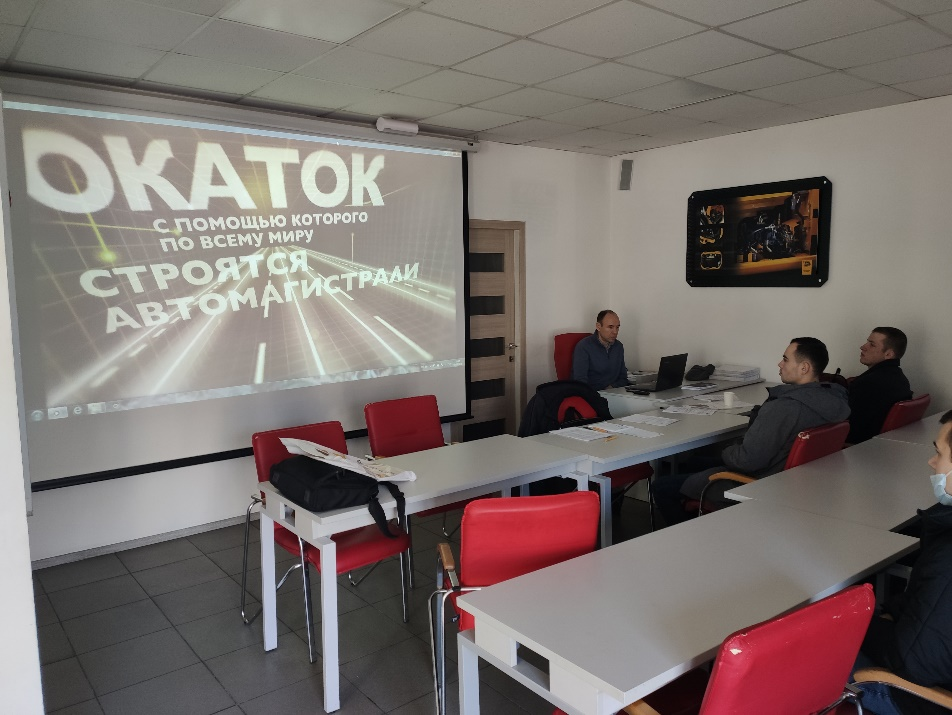 ОКАТОК
С ПОМОЩЬЮ КОТОРОГО
ПО ВСЕМУ МИРУ
СТРОЯТСЯ
АВТОМАГИСТРАЛИ